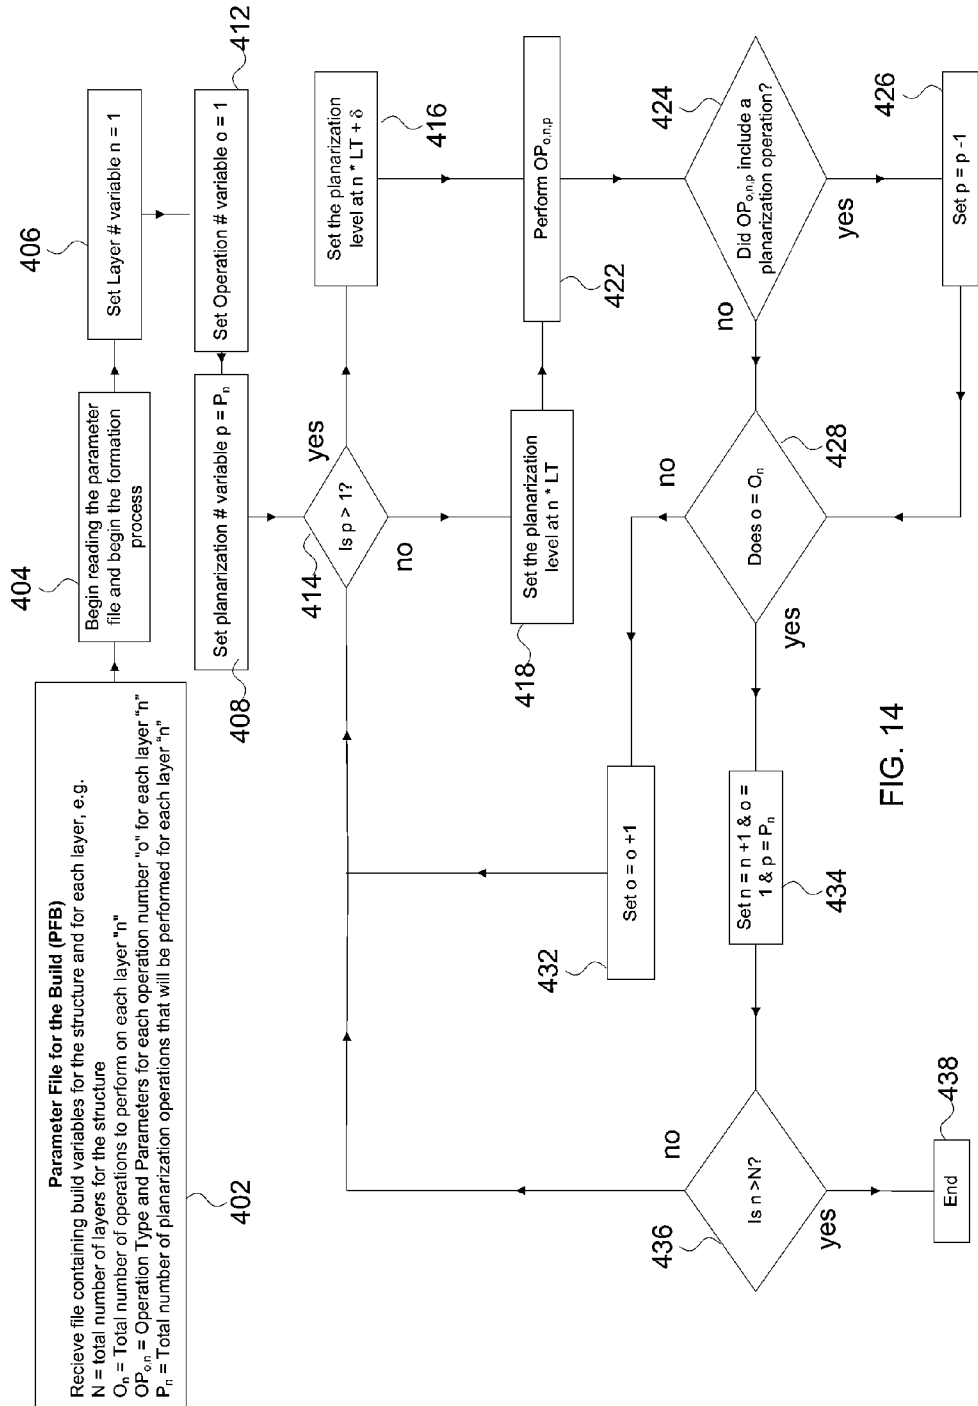 Parameter File for the Build (PFB)
Recieve file containing build variables for the structure and for each layer, e.g.
N = total number of layers for the structure
Oₙ = Total number of operations to perform on each layer "n"
OPₒ,ₙ = Operation Type and Parameters for each operation number "o" for each layer "n"
Pₙ = Total number of planarization operations that will be performed for each layer "n"
402
404
Begin reading the parameter
file and begin the formation
process
406
Set Layer # variable n = 1
412
Set Operation # variable o = 1
408
Set planarization # variable p = Pₙ
414
Is p > 1?
yes
no
416
Set the planarization
level at n * LT + δ
418
Set the planarization
level at n * LT
422
Perform OPₒ,ₙ,ₚ
424
Did OPₒ,ₙ,ₚ include a
planarization operation?
no
yes
426
Set p = p -1
428
Does o = Oₙ
no
yes
432
Set o = o +1
434
Set n = n +1 & o =
1 & p = Pₙ
436
Is n >N?
no
yes
438
End
FIG. 14